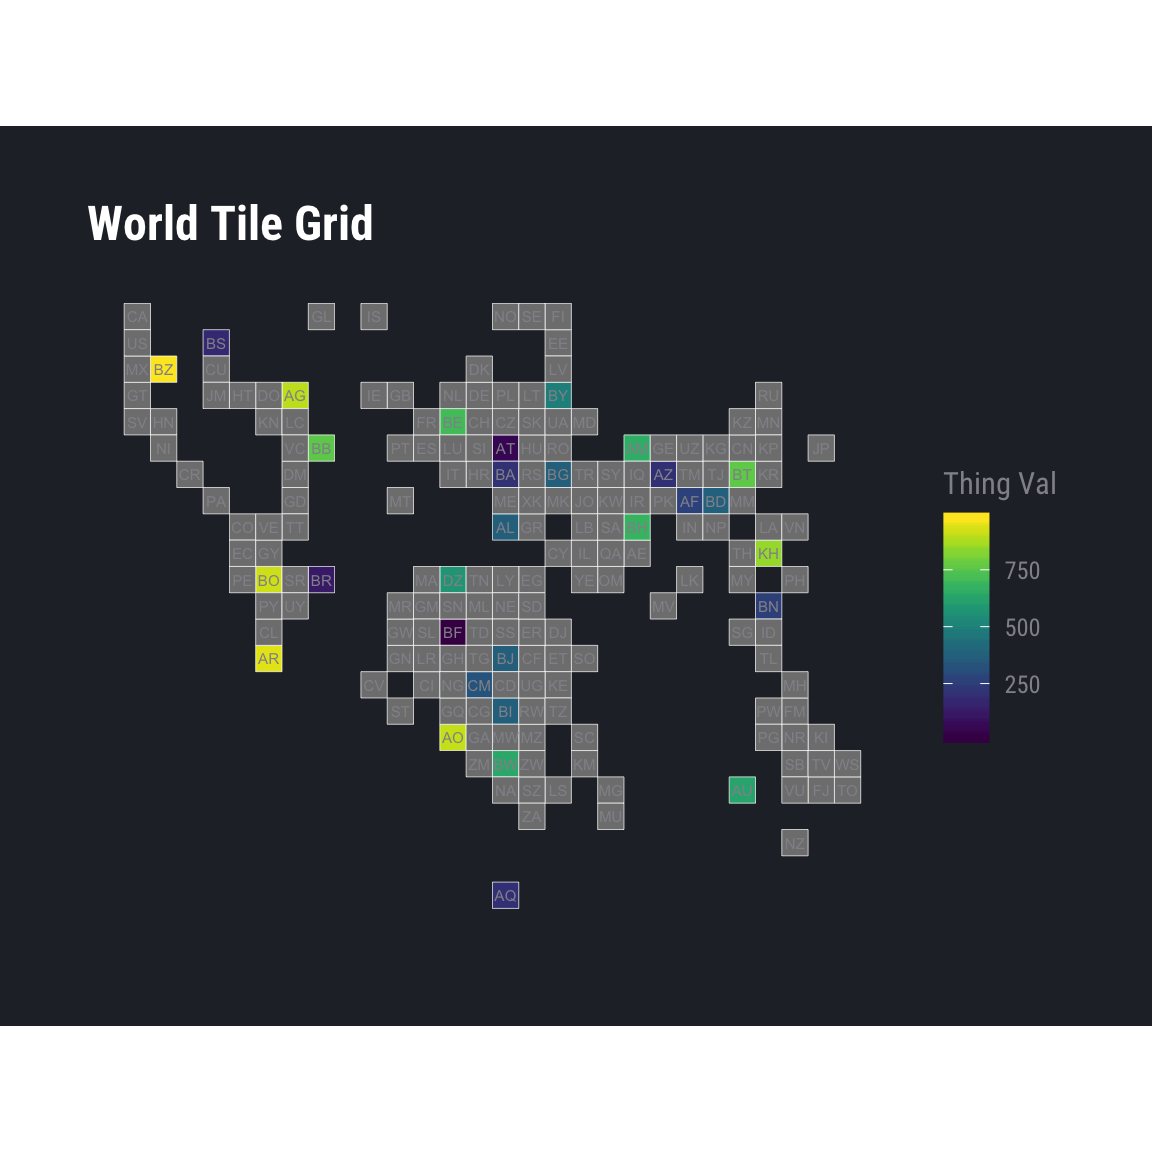 World Tile Grid
CA GL IS NO SE FI
US BS EE
MX BZ CU DK LV
GT JM HT DO AG IE GB NL DE PL LT BY RU
SV HN KN LC FR BE CH CZ SK UA MD KZ MN
NI VC BB PT ES LU SI AT HU RO GE UZ KG CN KP JP
CR DM IT HR BA RS BG TR SY IQ AZ TM TJ BT KR
Thing Val
PA GD MT ME XK MK JO KW IR PK AF BD MM
CO VE TT AL GR LB SA IN NP LA VN
EC GY CY IL QA AE TH KH
750
PE BO SR BR MA DZ TN LY EG YE OM LK MY PH
PY UY MR GM SN ML NE SD MV BN
500
CL GW SL BF TD SS ER DJ SG ID
AR GN LR GH TG BJ CF ET SO TL
250
CV CI NG CM CD UG KE MH
ST GQ CG BI RW TZ PW FM
AO GA MW MZ SC PG NR KI
ZM BW ZW KM SB TV WS
NA SZ LS MG AU VU FJ TO
ZA MU
NZ
AQ